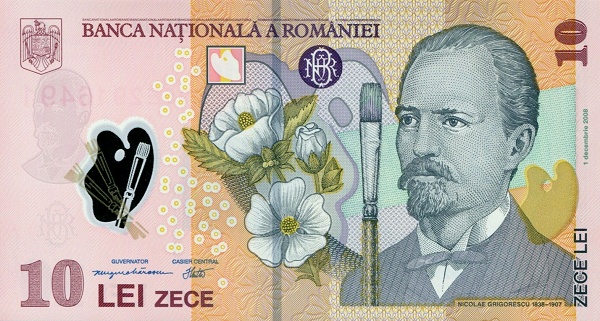 BANCA NAȚIONALĂ A ROMÂNIEI
10
1 decembrie 2008
GUVERNATOR
CASIER CENTRAL
10 LEI ZECE
NICOLAE GRIGORESCU 1838-1907
ZECE LEI